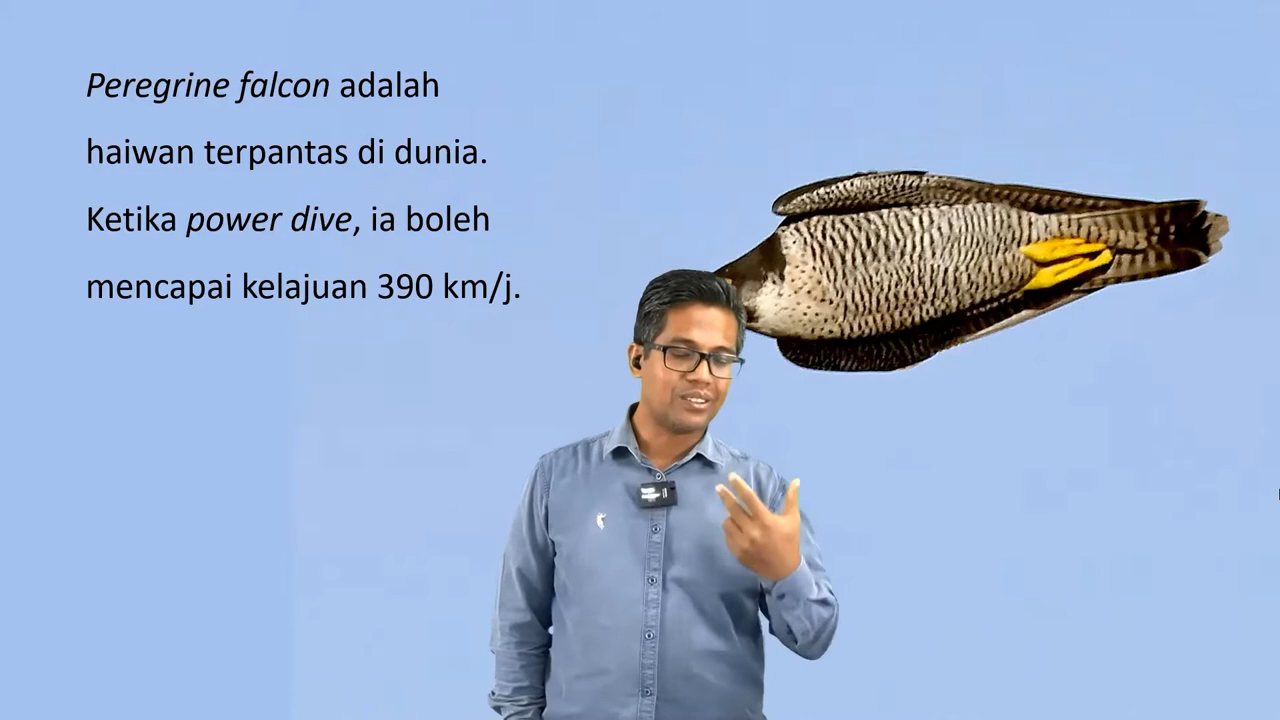 Peregrine falcon adalah
haiwan terpantas di dunia.
Ketika power dive, ia boleh
mencapai kelajuan 390 km/j.